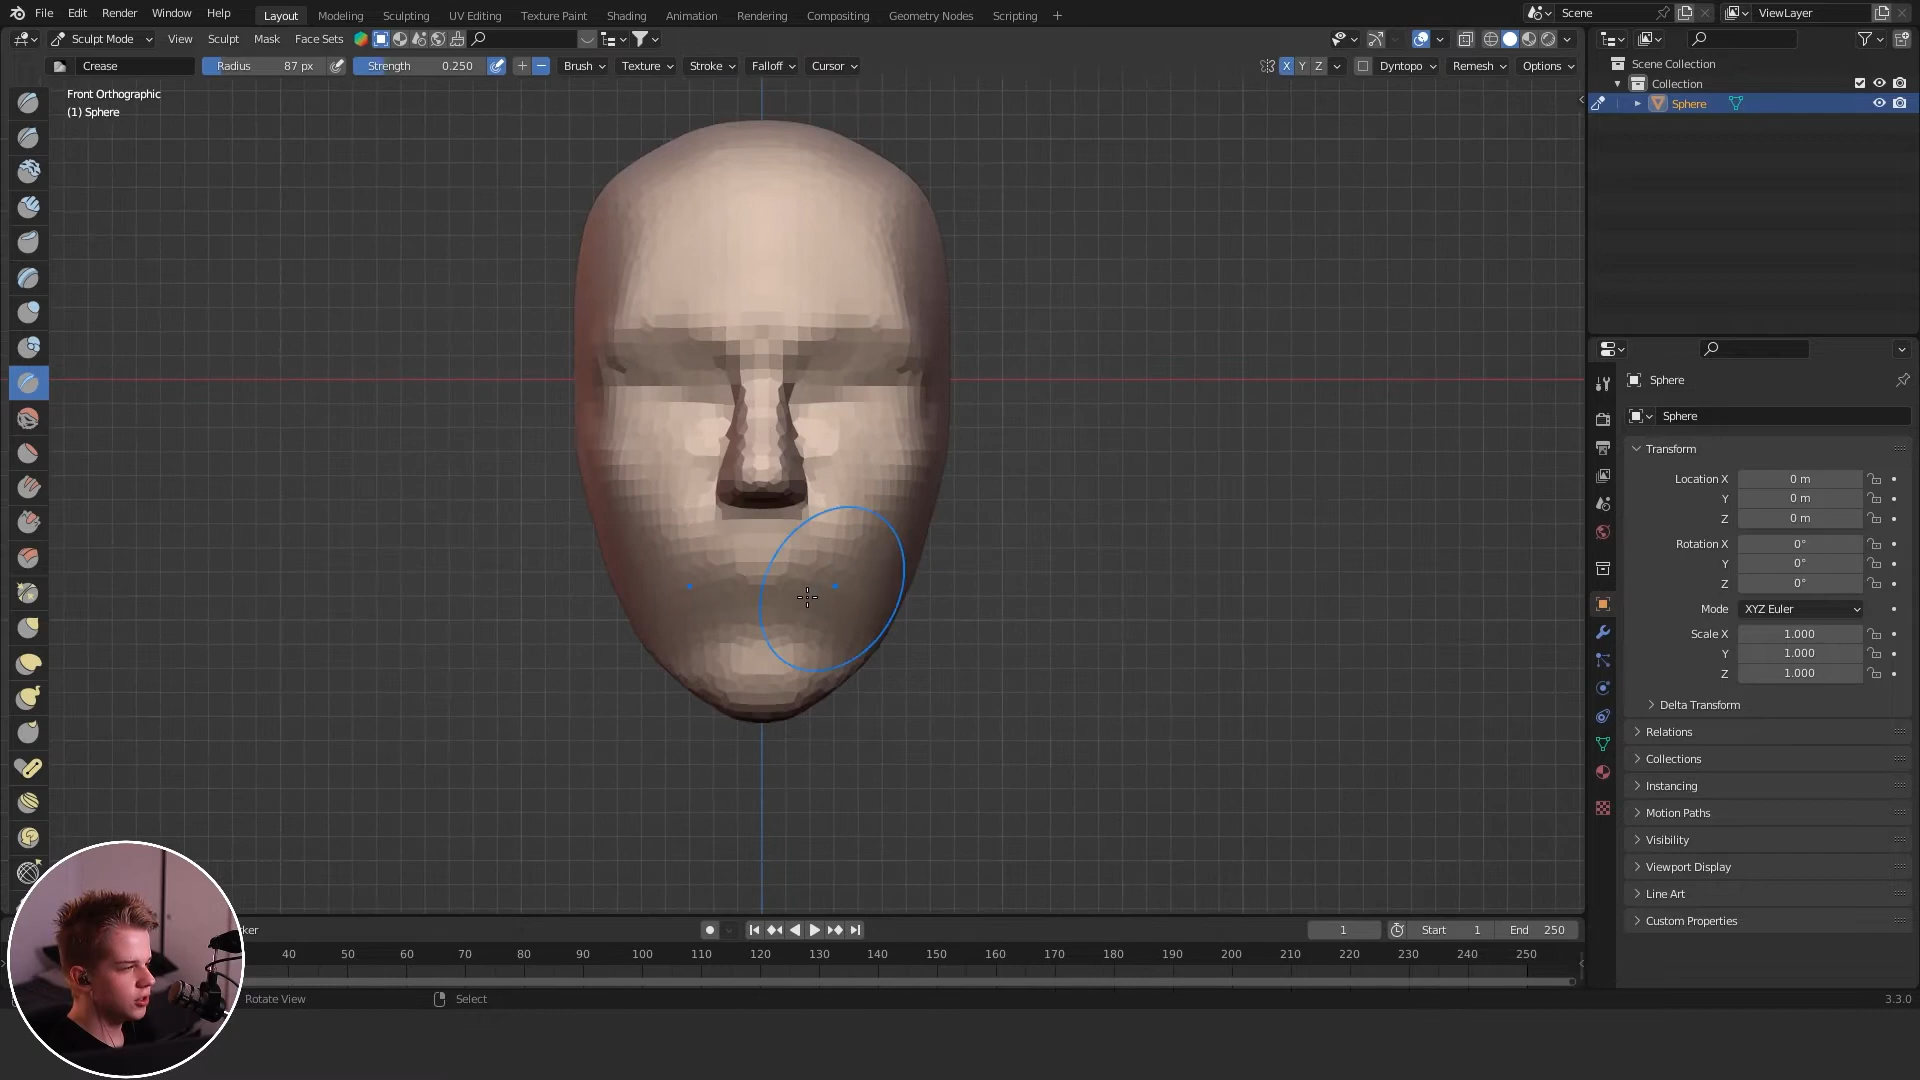 File Edit Render Window Help Layout Modeling Sculpting UV Editing Texture Paint Shading Animation Rendering Compositing Geometry Nodes Scripting + Scene ViewLayer
Sculpt Mode View Sculpt Mask Face Sets
Crease Radius 87 px Strength 0.250 Brush Texture Stroke Falloff Cursor X Y Z Dyntopo Remesh Options
Front Orthographic
(1) Sphere
Scene Collection
Collection
Sphere
Sphere
Sphere
Transform
Location X 0 m
Y 0 m
Z 0 m
Rotation X 0°
Y 0°
Z 0°
Mode XYZ Euler
Scale X 1.000
Y 1.000
Z 1.000
Delta Transform
Relations
Collections
Instancing
Motion Paths
Visibility
Viewport Display
Line Art
Custom Properties
ker 1 Start 1 End 250
40 50 60 70 80 90 100 110 120 130 140 150 160 170 180 190 200 210 220 230 240 250
Rotate View Select 3.3.0